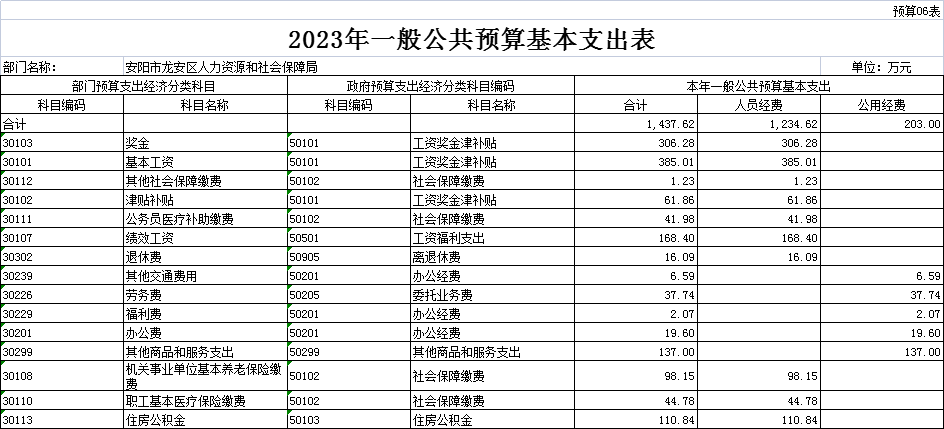 预算06表
2023年一般公共预算基本支出表
部门名称： 安阳市龙安区人力资源和社会保障局 单位：万元
部门预算支出经济分类科目 政府预算支出经济分类科目编码 本年一般公共预算基本支出
科目编码 科目名称 科目编码 科目名称 合计 人员经费 公用经费
合计 1,437.62 1,234.62 203.00
30103 奖金 50101 工资奖金津补贴 306.28 306.28
30101 基本工资 50101 工资奖金津补贴 385.01 385.01
30112 其他社会保障缴费 50102 社会保障缴费 1.23 1.23
30102 津贴补贴 50101 工资奖金津补贴 61.86 61.86
30111 公务员医疗补助缴费 50102 社会保障缴费 41.98 41.98
30107 绩效工资 50501 工资福利支出 168.40 168.40
30302 退休费 50905 离退休费 16.09 16.09
30239 其他交通费用 50201 办公经费 6.59 6.59
30226 劳务费 50205 委托业务费 37.74 37.74
30229 福利费 50201 办公经费 2.07 2.07
30201 办公费 50201 办公经费 19.60 19.60
30299 其他商品和服务支出 50299 其他商品和服务支出 137.00 137.00
30108 机关事业单位基本养老保险缴
费 50102 社会保障缴费 98.15 98.15
30110 职工基本医疗保险缴费 50102 社会保障缴费 44.78 44.78
30113 住房公积金 50103 住房公积金 110.84 110.84